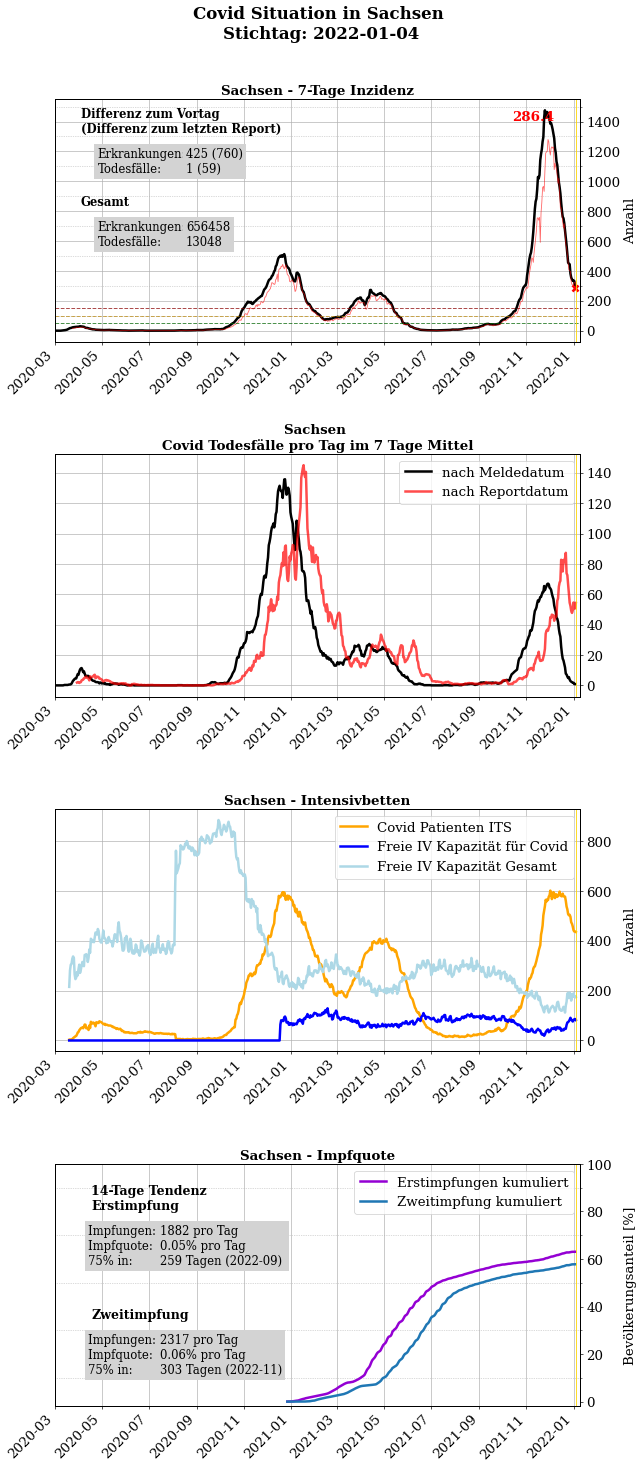 Covid Situation in Sachsen
Stichtag: 2022-01-04
Sachsen - 7-Tage Inzidenz
Differenz zum Vortag
(Differenz zum letzten Report)
Erkrankungen 425 (760)
Todesfälle: 1 (59)
Gesamt
Erkrankungen 656458
Todesfälle: 13048
286.4
1400
1200
1000
800
600
400
200
0
Anzahl
2020-03
2020-05
2020-07
2020-09
2020-11
2021-01
2021-03
2021-05
2021-07
2021-09
2021-11
2022-01
Sachsen
Covid Todesfälle pro Tag im 7 Tage Mittel
nach Meldedatum
nach Reportdatum
140
120
100
80
60
40
20
0
2020-03
2020-05
2020-07
2020-09
2020-11
2021-01
2021-03
2021-05
2021-07
2021-09
2021-11
2022-01
Sachsen - Intensivbetten
Covid Patienten ITS
Freie IV Kapazität für Covid
Freie IV Kapazität Gesamt
800
600
400
200
0
Anzahl
2020-03
2020-05
2020-07
2020-09
2020-11
2021-01
2021-03
2021-05
2021-07
2021-09
2021-11
2022-01
Sachsen - Impfquote
14-Tage Tendenz
Erstimpfung
Impfungen: 1882 pro Tag
Impfquote: 0.05% pro Tag
75% in: 259 Tagen (2022-09)
Zweitimpfung
Impfungen: 2317 pro Tag
Impfquote: 0.06% pro Tag
75% in: 303 Tagen (2022-11)
Erstimpfungen kumuliert
Zweitimpfung kumuliert
100
80
60
40
20
0
Bevölkerungsanteil [%]
2020-03
2020-05
2020-07
2020-09
2020-11
2021-01
2021-03
2021-05
2021-07
2021-09
2021-11
2022-01